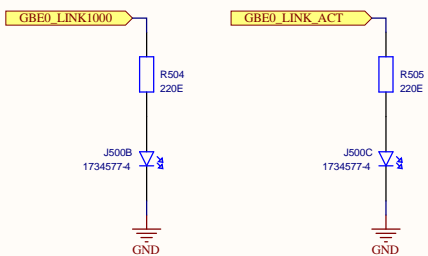 GBE0_LINK1000
GBE0_LINK_ACT
R504
220E
R505
220E
J500B
1734577-4
J500C
1734577-4
GND
GND